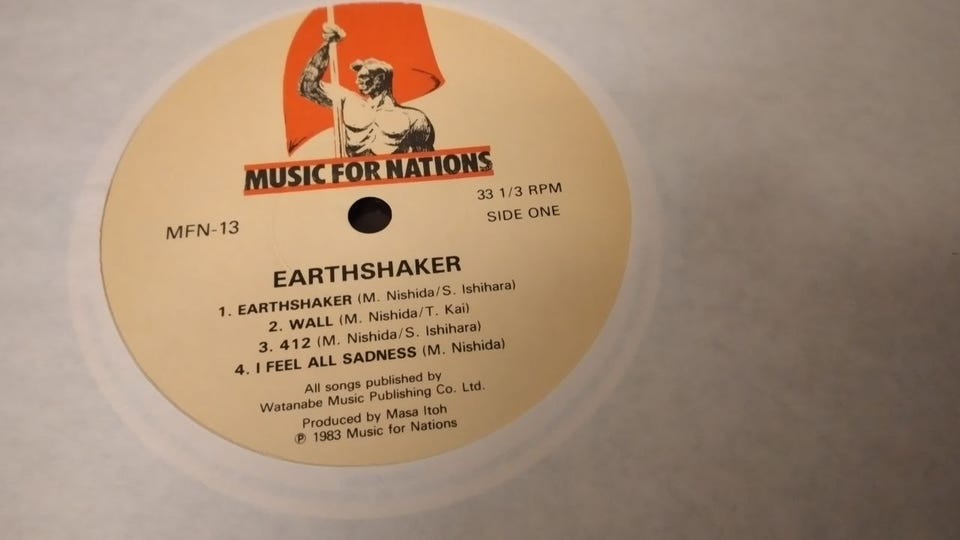 MUSIC FOR NATIONS
33 1/3 RPM
MFN-13
SIDE ONE
EARTHSHAKER
1. EARTHSHAKER (M. Nishida/S. Ishihara)
2. WALL (M. Nishida/T. Kai)
3. 412 (M. Nishida/S. Ishihara)
4. I FEEL ALL SADNESS (M. Nishida)
All songs published by
Watanabe Music Publishing Co. Ltd.
Produced by Masa Itoh
℗ 1983 Music for Nations